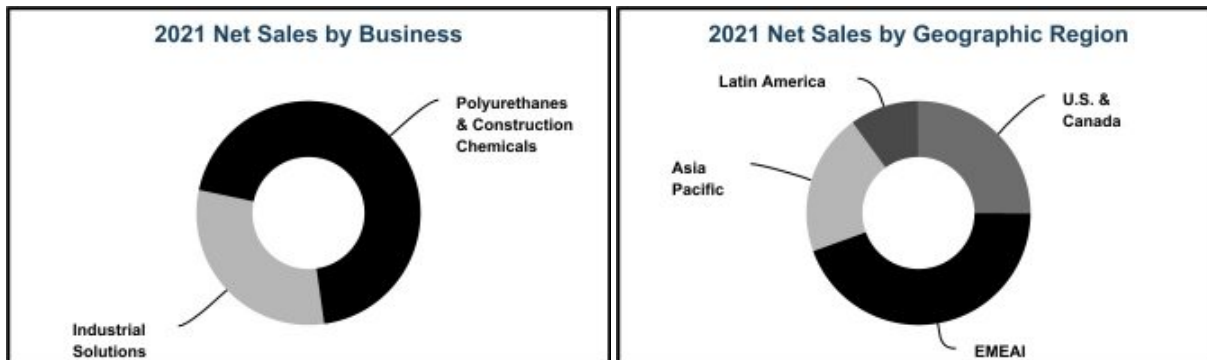 2021 Net Sales by Business
Polyurethanes
& Construction
Chemicals
Industrial
Solutions
2021 Net Sales by Geographic Region
Latin America
U.S. &
Canada
Asia
Pacific
EMEAI